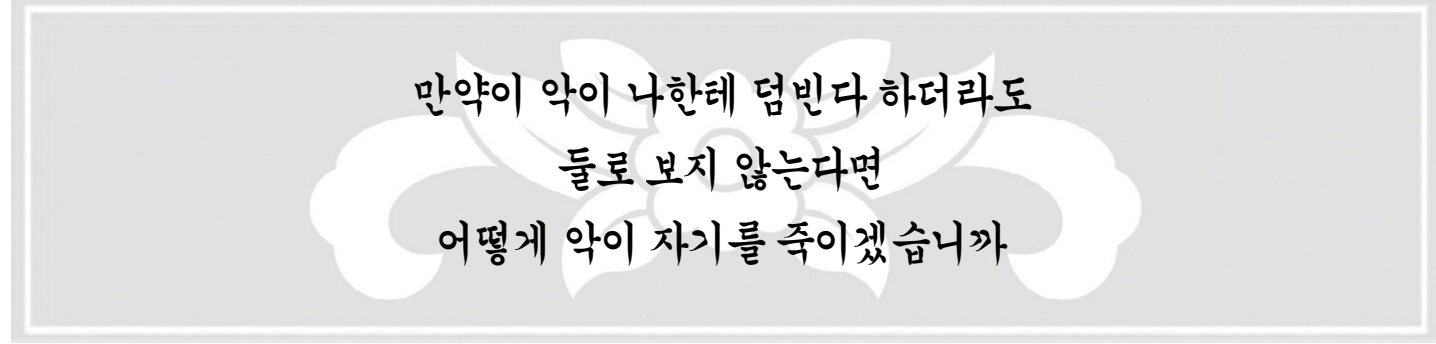 만약이 악이 나한테 덤빈다 하더라도
둘로 보지 않는다면
어떻게 악이 자기를 죽이겠습니까